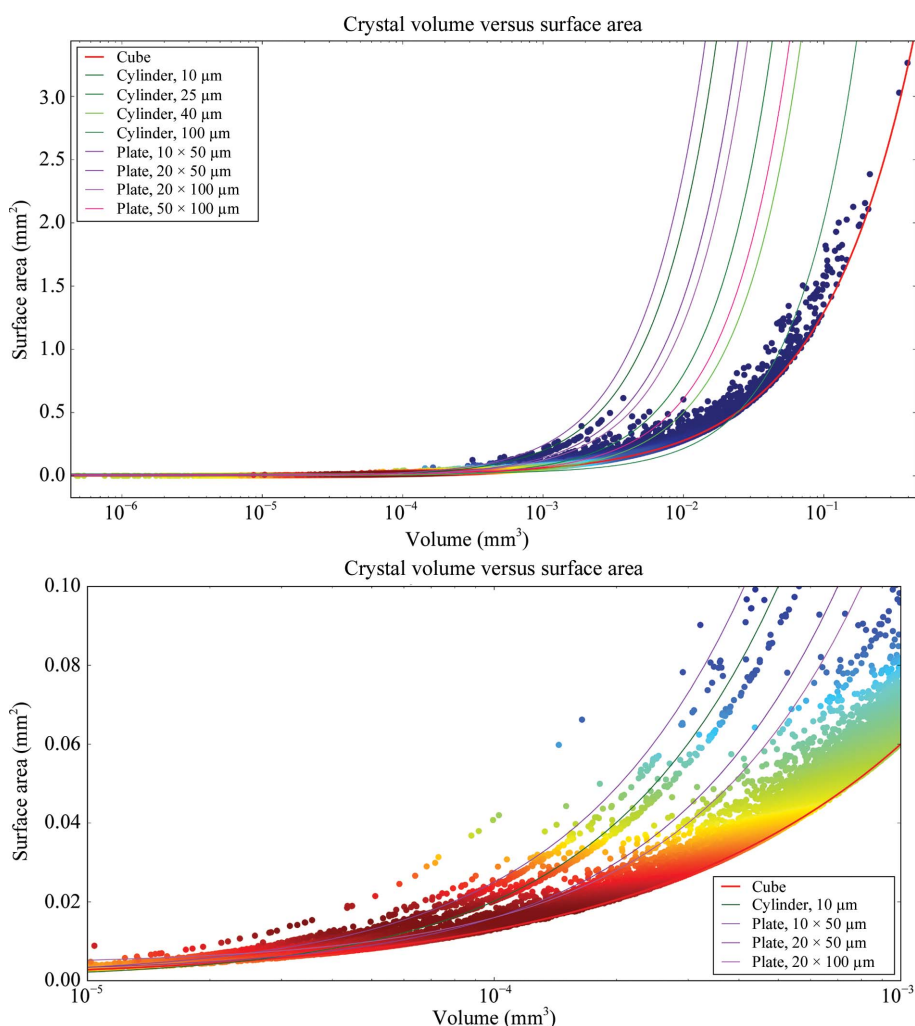 Crystal volume versus surface area
Cube
Cylinder, 10 µm
Cylinder, 25 µm
Cylinder, 40 µm
Cylinder, 100 µm
Plate, 10 × 50 µm
Plate, 20 × 50 µm
Plate, 20 × 100 µm
Plate, 50 × 100 µm
3.0
2.5
2.0
1.5
1.0
0.5
0.0
Surface area (mm²)
10⁻⁶ 10⁻⁵ 10⁻⁴ 10⁻³ 10⁻² 10⁻¹
Volume (mm³)
Crystal volume versus surface area
0.10
0.08
0.06
0.04
0.02
0.00
Surface area (mm²)
Cube
Cylinder, 10 µm
Plate, 10 × 50 µm
Plate, 20 × 50 µm
Plate, 20 × 100 µm
10⁻⁵ 10⁻⁴ 10⁻³
Volume (mm³)